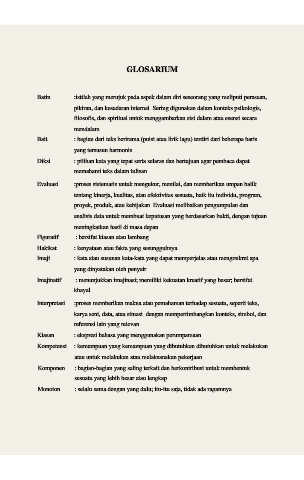 GLOSARIUM
Batin :istilah yang merujuk pada aspek dalam diri seseorang yang meliputi perasaan,
pikiran, dan kesadaran internal Sering digunakan dalam konteks psikologis,
filosofis, dan spiritual untuk menggambarkan sisi dalam atau esensi secara
mendalam
Bait : bagian dari teks berirama (puisi atau lirik lagu) terdiri dari beberapa baris
yang tersusun harmonis
Diksi : pilihan kata yang tepat serta selaras dan bertujuan agar pembaca dapat
memahami teks dalam tulisan
Evaluasi :proses sistematis untuk mengukur, menilai, dan memberikan umpan balik
tentang kinerja, kualitas, atau efektivitas sesuatu, baik itu individu, program,
proyek, produk, atau kebijakan Evaluasi melibatkan pengumpulan dan
analisis data untuk membuat keputusan yang berdasarkan bukti, dengan tujuan
meningkatkan hasil di masa depan
Figuratif : bersifat kiasan atau lambang
Hakikat : kenyataan atau fakta yang sesungguhnya
Imaji : kata atau susunan kata-kata yang dapat memperjelas atau mengonkret apa
yang dinyatakan oleh penyair
Imajinatif : menunjukkan imajinasi; memiliki kekuatan kreatif yang besar; bersifat
khayal
Interpretasi :proses memberikan makna atau pemahaman terhadap sesuatu, seperti teks,
karya seni, data, atau situasi dengan mempertimbangkan konteks, simbol, dan
referensi lain yang relevan
Kiasan : ekspresi bahasa yang menggunakan perumpamaan
Kompetensi : kemampuan yang kemampuan yang dibutuhkan dibutuhkan untuk melakukan
atau untuk melakukan atau melaksanakan pekerjaan
Komponen : bagian-bagian yang saling terkait dan berkontribusi untuk membentuk
sesuatu yang lebih besar atau lengkap
Monoton : selalu sama dengan yang dulu; itu-itu saja, tidak ada ragamnya